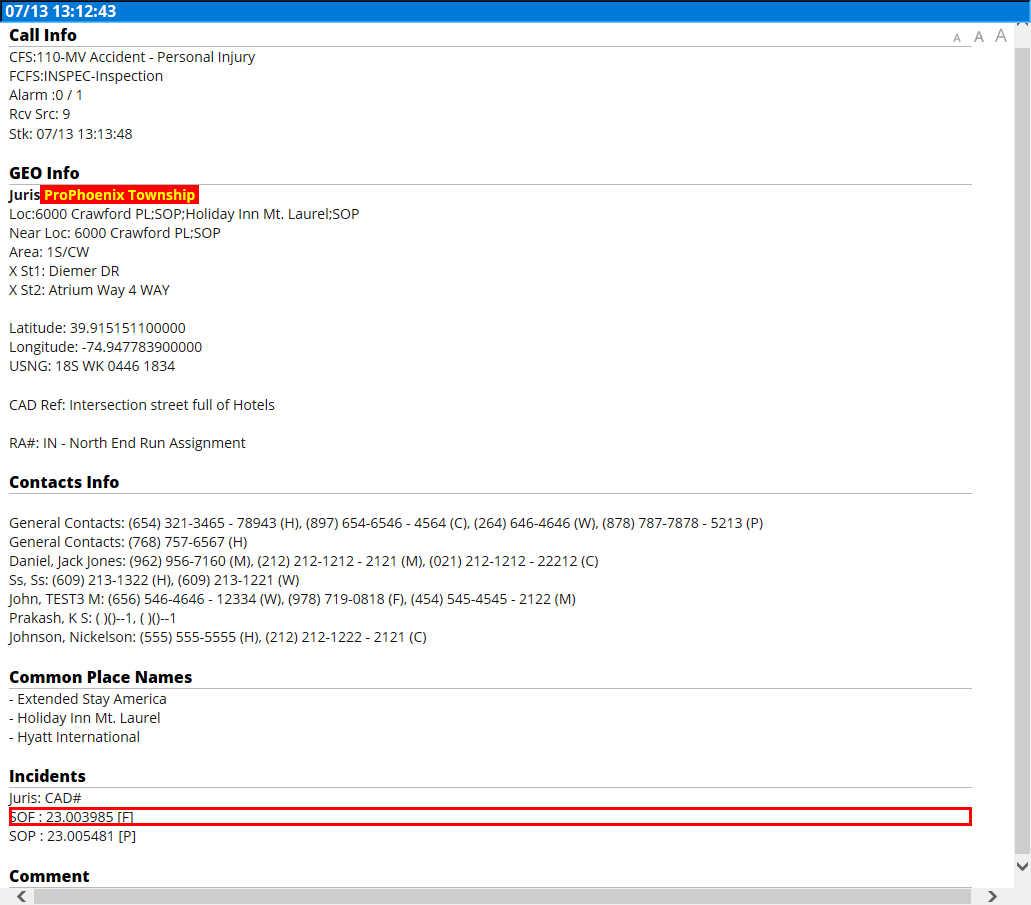 07/13 13:12:43
Call Info
A A A
CFS:110-MV Accident - Personal Injury
FCFS:INSPEC-Inspection
Alarm :0 / 1
Rcv Src: 9
Stk: 07/13 13:13:48
GEO Info
Juris ProPhoenix Township
Loc:6000 Crawford PL;SOP;Holiday Inn Mt. Laurel;SOP
Near Loc: 6000 Crawford PL;SOP
Area: 1S/CW
X St1: Diemer DR
X St2: Atrium Way 4 WAY
Latitude: 39.915151100000
Longitude: -74.947783900000
USNG: 18S WK 0446 1834
CAD Ref: Intersection street full of Hotels
RA#: IN - North End Run Assignment
Contacts Info
General Contacts: (654) 321-3465 - 78943 (H), (897) 654-6546 - 4564 (C), (264) 646-4646 (W), (878) 787-7878 - 5213 (P)
General Contacts: (768) 757-6567 (H)
Daniel, Jack Jones: (962) 956-7160 (M), (212) 212-1212 - 2121 (M), (021) 212-1212 - 22212 (C)
Ss, Ss: (609) 213-1322 (H), (609) 213-1221 (W)
John, TEST3 M: (656) 546-4646 - 12334 (W), (978) 719-0818 (F), (454) 545-4545 - 2122 (M)
Prakash, K S: ( )()--1, ( )()--1
Johnson, Nickelson: (555) 555-5555 (H), (212) 212-1222 - 2121 (C)
Common Place Names
- Extended Stay America
- Holiday Inn Mt. Laurel
- Hyatt International
Incidents
Juris: CAD#
SOF : 23.003985 [F]
SOP : 23.005481 [P]
Comment